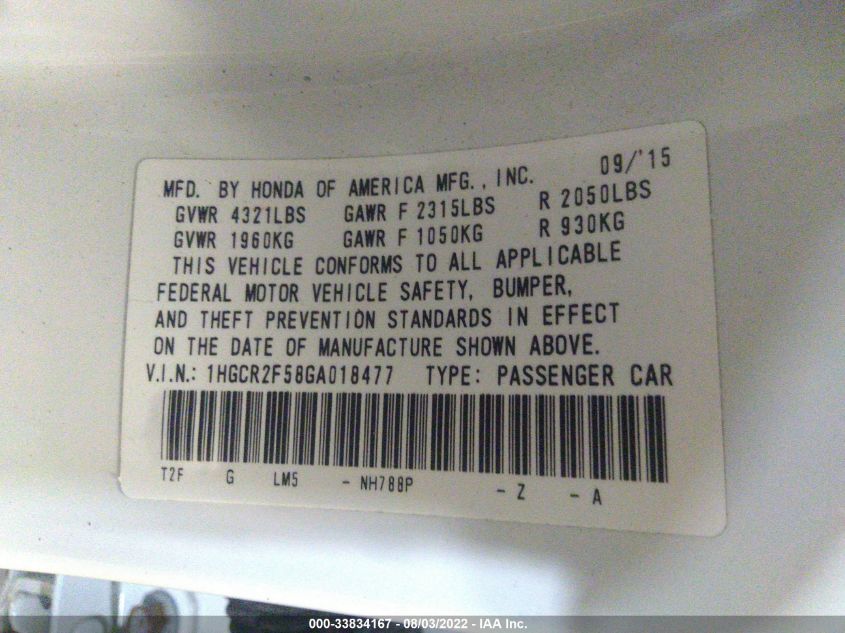 MFD. BY HONDA OF AMERICA MFG., INC. 09/'15
GVWR 4321LBS GAWR F 2315LBS R 2050LBS
GVWR 1960KG GAWR F 1050KG R 930KG
THIS VEHICLE CONFORMS TO ALL APPLICABLE
FEDERAL MOTOR VEHICLE SAFETY, BUMPER,
AND THEFT PREVENTION STANDARDS IN EFFECT
ON THE DATE OF MANUFACTURE SHOWN ABOVE.
V.I.N.: 1HGCR2F58GA018477 TYPE: PASSENGER CAR
T2F G LM5 - NH788P - Z - A
000-33834167 - 08/03/2022 - IAA Inc.